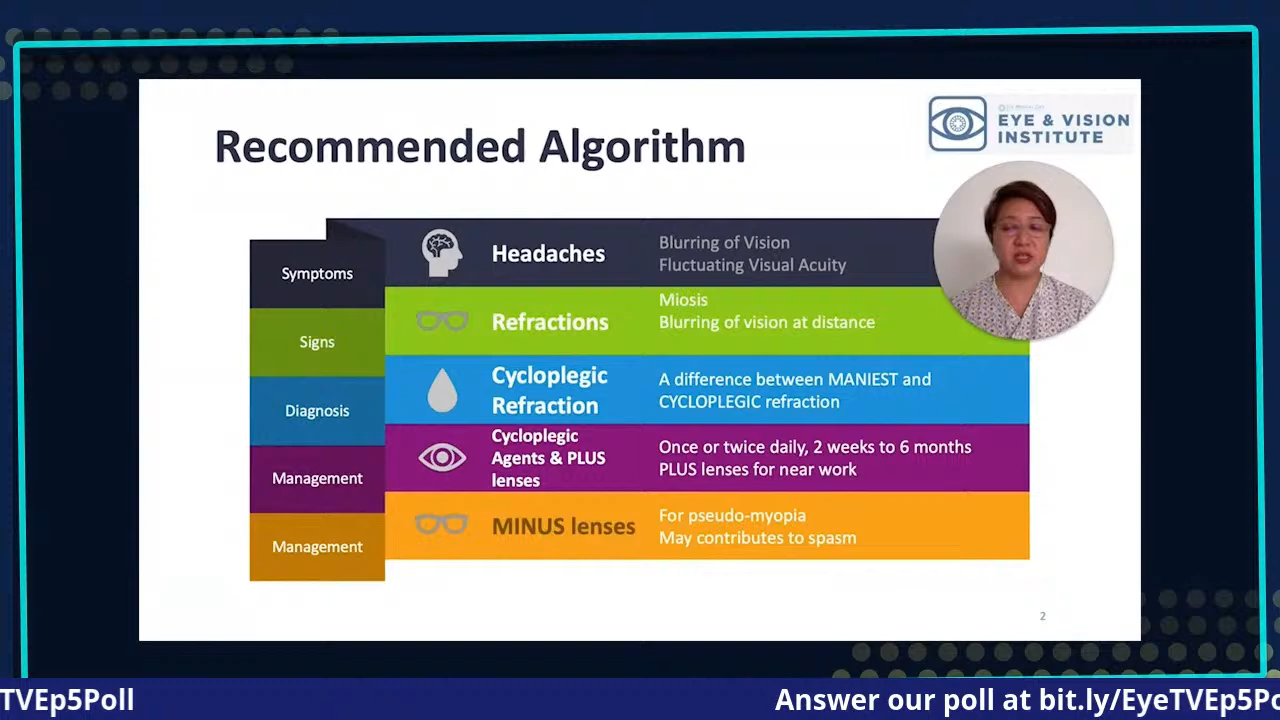 Recommended Algorithm
EYE & VISION
INSTITUTE
Symptoms
Headaches
Blurring of Vision
Fluctuating Visual Acuity
Signs
Refractions
Miosis
Blurring of vision at distance
Diagnosis
Cycloplegic
Refraction
A difference between MANIEST and
CYCLOPLEGIC refraction
Management
Cycloplegic
Agents & PLUS
lenses
Once or twice daily, 2 weeks to 6 months
PLUS lenses for near work
Management
MINUS lenses
For pseudo-myopia
May contributes to spasm
2
TVEp5Poll
Answer our poll at bit.ly/EyeTVEp5Po